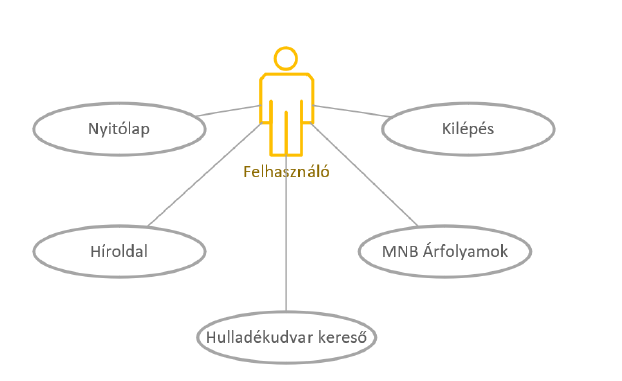 Nyitólap
Kilépés
Felhasználó
Híroldal
MNB Árfolyamok
Hulladékudvar kereső